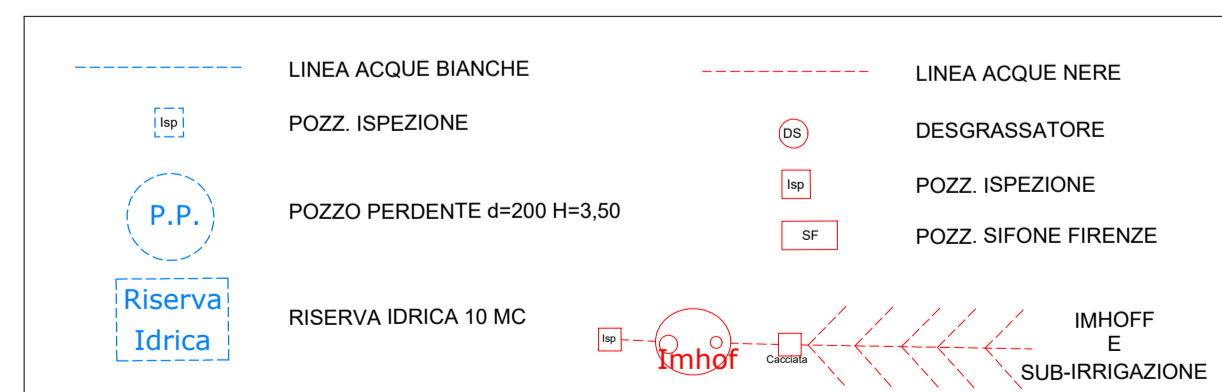 LINEA ACQUE BIANCHE
Isp
POZZ. ISPEZIONE
P.P.
POZZO PERDENTE d=200 H=3,50
Riserva
Idrica
RISERVA IDRICA 10 MC
LINEA ACQUE NERE
DS
DESGRASSATORE
Isp
POZZ. ISPEZIONE
SF
POZZ. SIFONE FIRENZE
Isp
Imhof
Cacciata
IMHOFF
E
SUB-IRRIGAZIONE